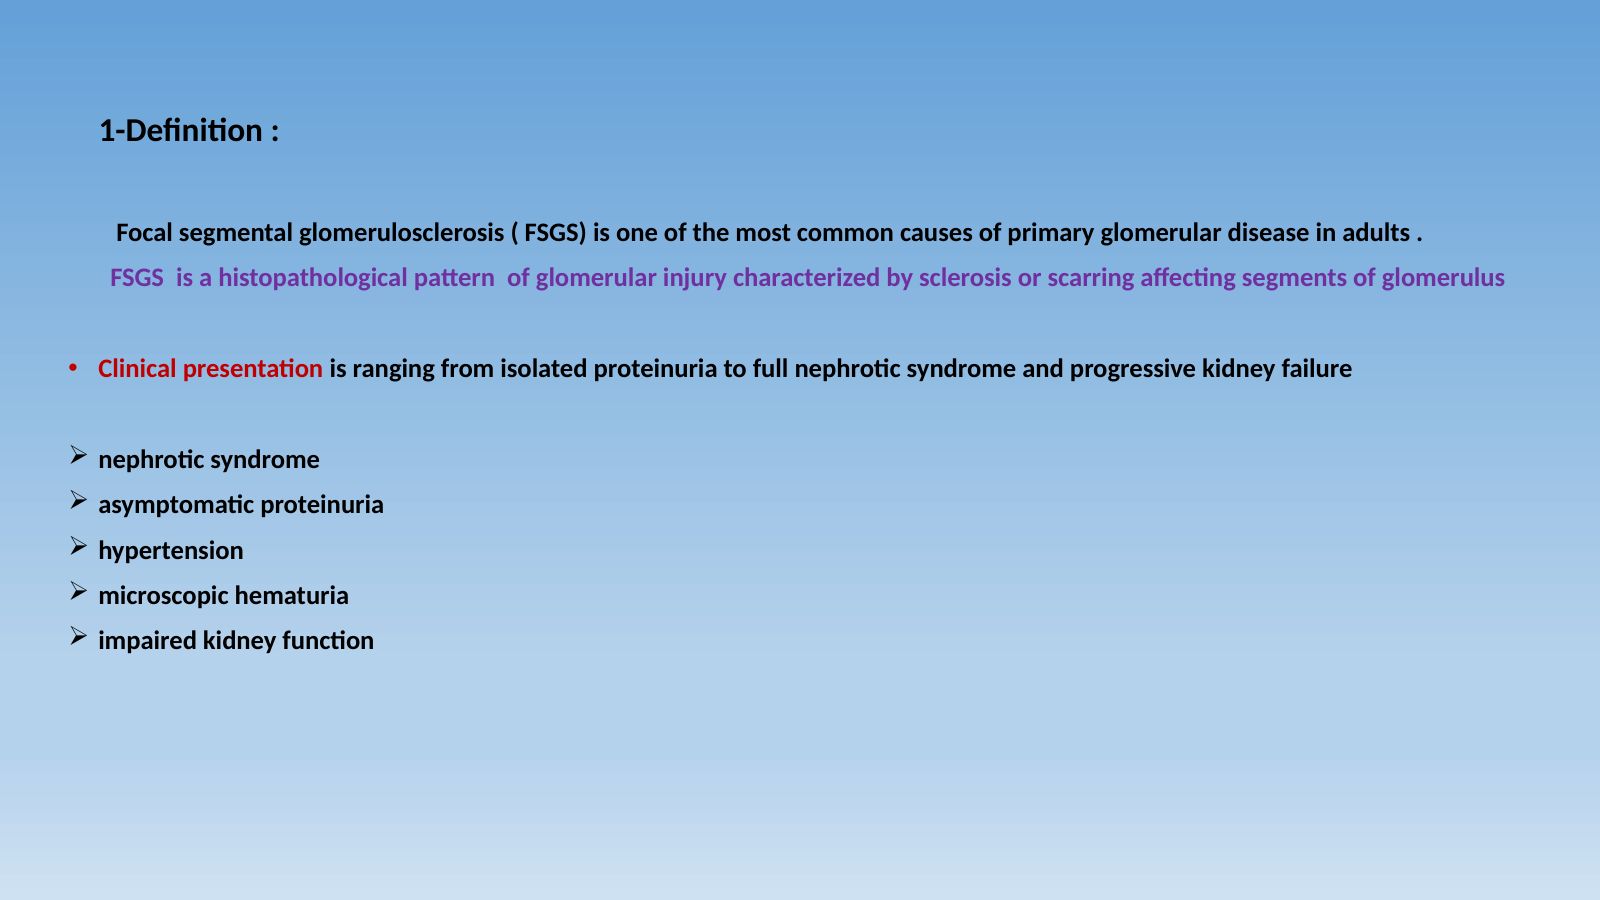 1-Definition :
Focal segmental glomerulosclerosis ( FSGS) is one of the most common causes of primary glomerular disease in adults .
FSGS  is a histopathological pattern  of glomerular injury characterized by sclerosis or scarring affecting segments of glomerulus
• Clinical presentation is ranging from isolated proteinuria to full nephrotic syndrome and progressive kidney failure
➢ nephrotic syndrome
➢ asymptomatic proteinuria
➢ hypertension
➢ microscopic hematuria
➢ impaired kidney function